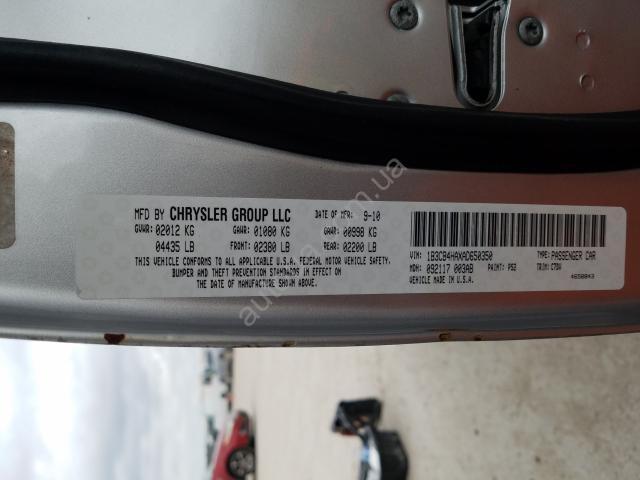 MFD BY CHRYSLER GROUP LLC DATE OF MFR: 9-10
GVWR: 02012 KG GAWR: 01080 KG GAWR: 00998 KG
04435 LB FRONT: 02380 LB REAR: 02200 LB
THIS VEHICLE CONFORMS TO ALL APPLICABLE U.S.A. FEDERAL MOTOR VEHICLE SAFETY,
BUMPER AND THEFT PREVENTION STANDARDS IN EFFECT ON
THE DATE OF MANUFACTURE SHOWN ABOVE.
VIN: 1B3CB4HAXAD650350 TYPE: PASSENGER CAR
MDH: 092117 003AB PAINT: PS2 TRIM: C7DV
VEHICLE MADE IN U.S.A. 4658043